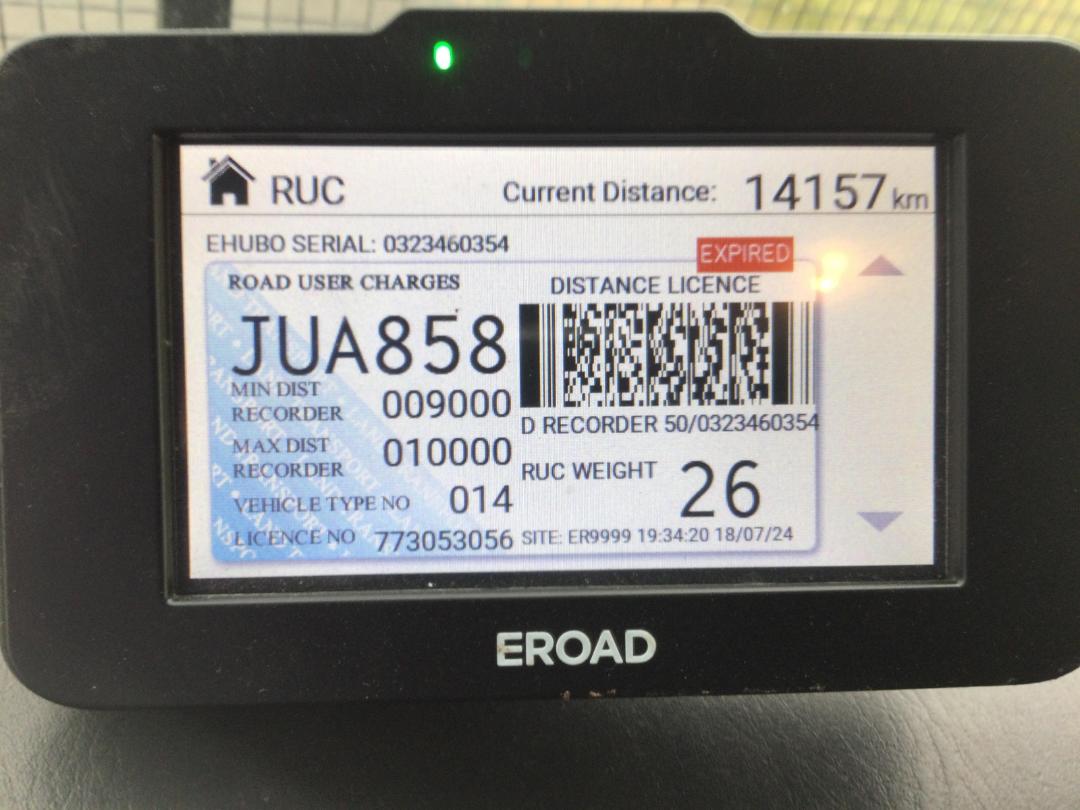 RUC Current Distance: 14157 km
EHUBO SERIAL: 0323460354
EXPIRED
ROAD USER CHARGES
DISTANCE LICENCE
JUA858
MIN DIST
RECORDER 009000
D RECORDER 50/0323460354
MAX DIST
RECORDER 010000
RUC WEIGHT 26
VEHICLE TYPE NO 014
LICENCE NO 773053056
SITE: ER9999 19:34:20 18/07/24
EROAD